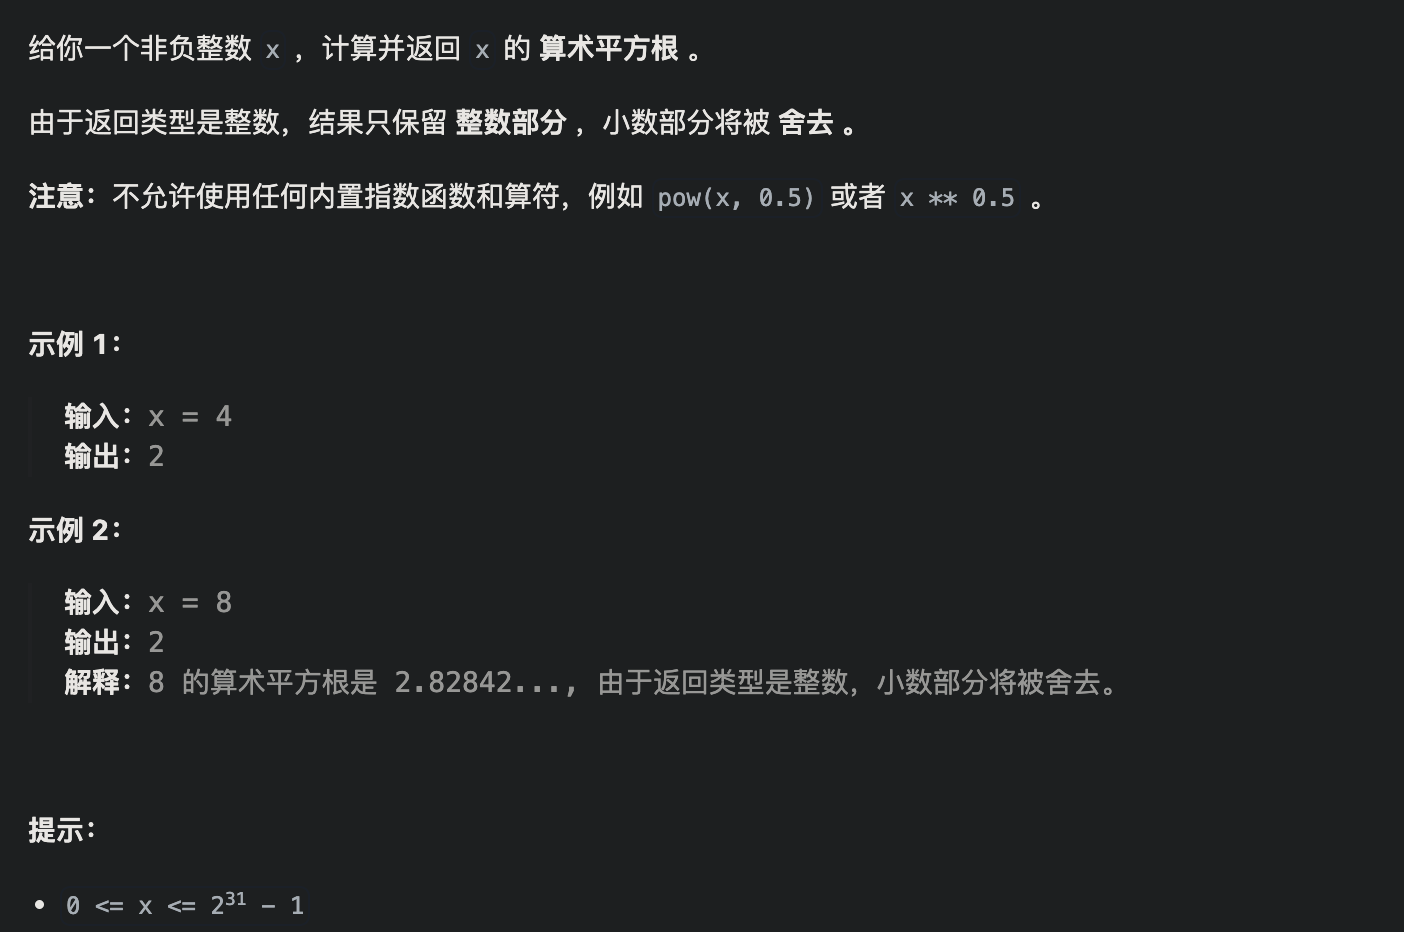 给你一个非负整数 x ，计算并返回 x 的 算术平方根 。
由于返回类型是整数，结果只保留 整数部分 ，小数部分将被 舍去 。
注意：不允许使用任何内置指数函数和算符，例如 pow(x, 0.5) 或者 x ** 0.5 。
示例 1：
输入：x = 4
输出：2
示例 2：
输入：x = 8
输出：2
解释：8 的算术平方根是 2.82842..., 由于返回类型是整数，小数部分将被舍去。
提示：
• 0 <= x <= 2³¹ - 1